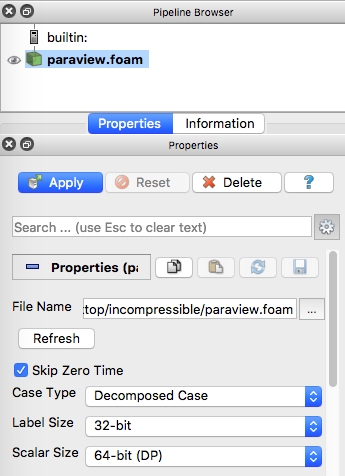 Pipeline Browser
builtin:
paraview.foam
Properties Information
Properties
Apply Reset Delete ?
Search ... (use Esc to clear text)
Properties (pa
File Name :top/incompressible/paraview.foam ...
Refresh
Skip Zero Time
Case Type Decomposed Case
Label Size 32-bit
Scalar Size 64-bit (DP)